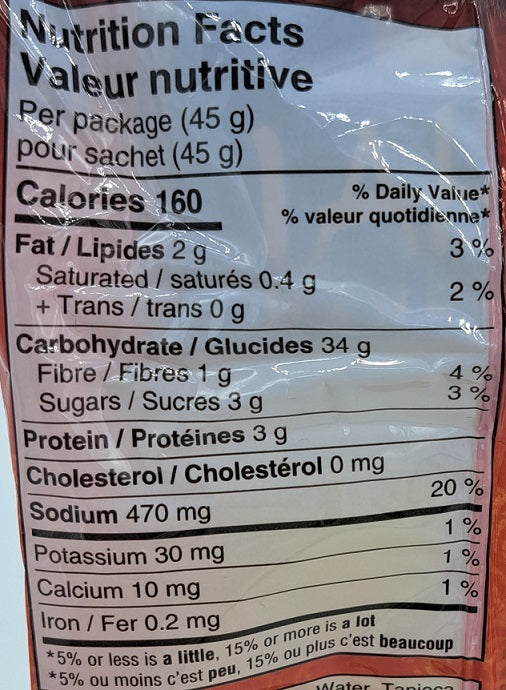 Nutrition Facts
Valeur nutritive
Per package (45 g)
pour sachet (45 g)
Calories 160
% Daily Value*
% valeur quotidienne*
Fat / Lipides 2 g 3 %
Saturated / saturés 0.4 g
+ Trans / trans 0 g 2 %
Carbohydrate / Glucides 34 g
Fibre / Fibres 1 g 4 %
Sugars / Sucres 3 g 3 %
Protein / Protéines 3 g
Cholesterol / Cholestérol 0 mg
Sodium 470 mg 20 %
Potassium 30 mg 1 %
Calcium 10 mg 1 %
Iron / Fer 0.2 mg 1 %
*5% or less is a little, 15% or more is a lot
*5% ou moins c'est peu, 15% ou plus c'est beaucoup
Water, Tapioca